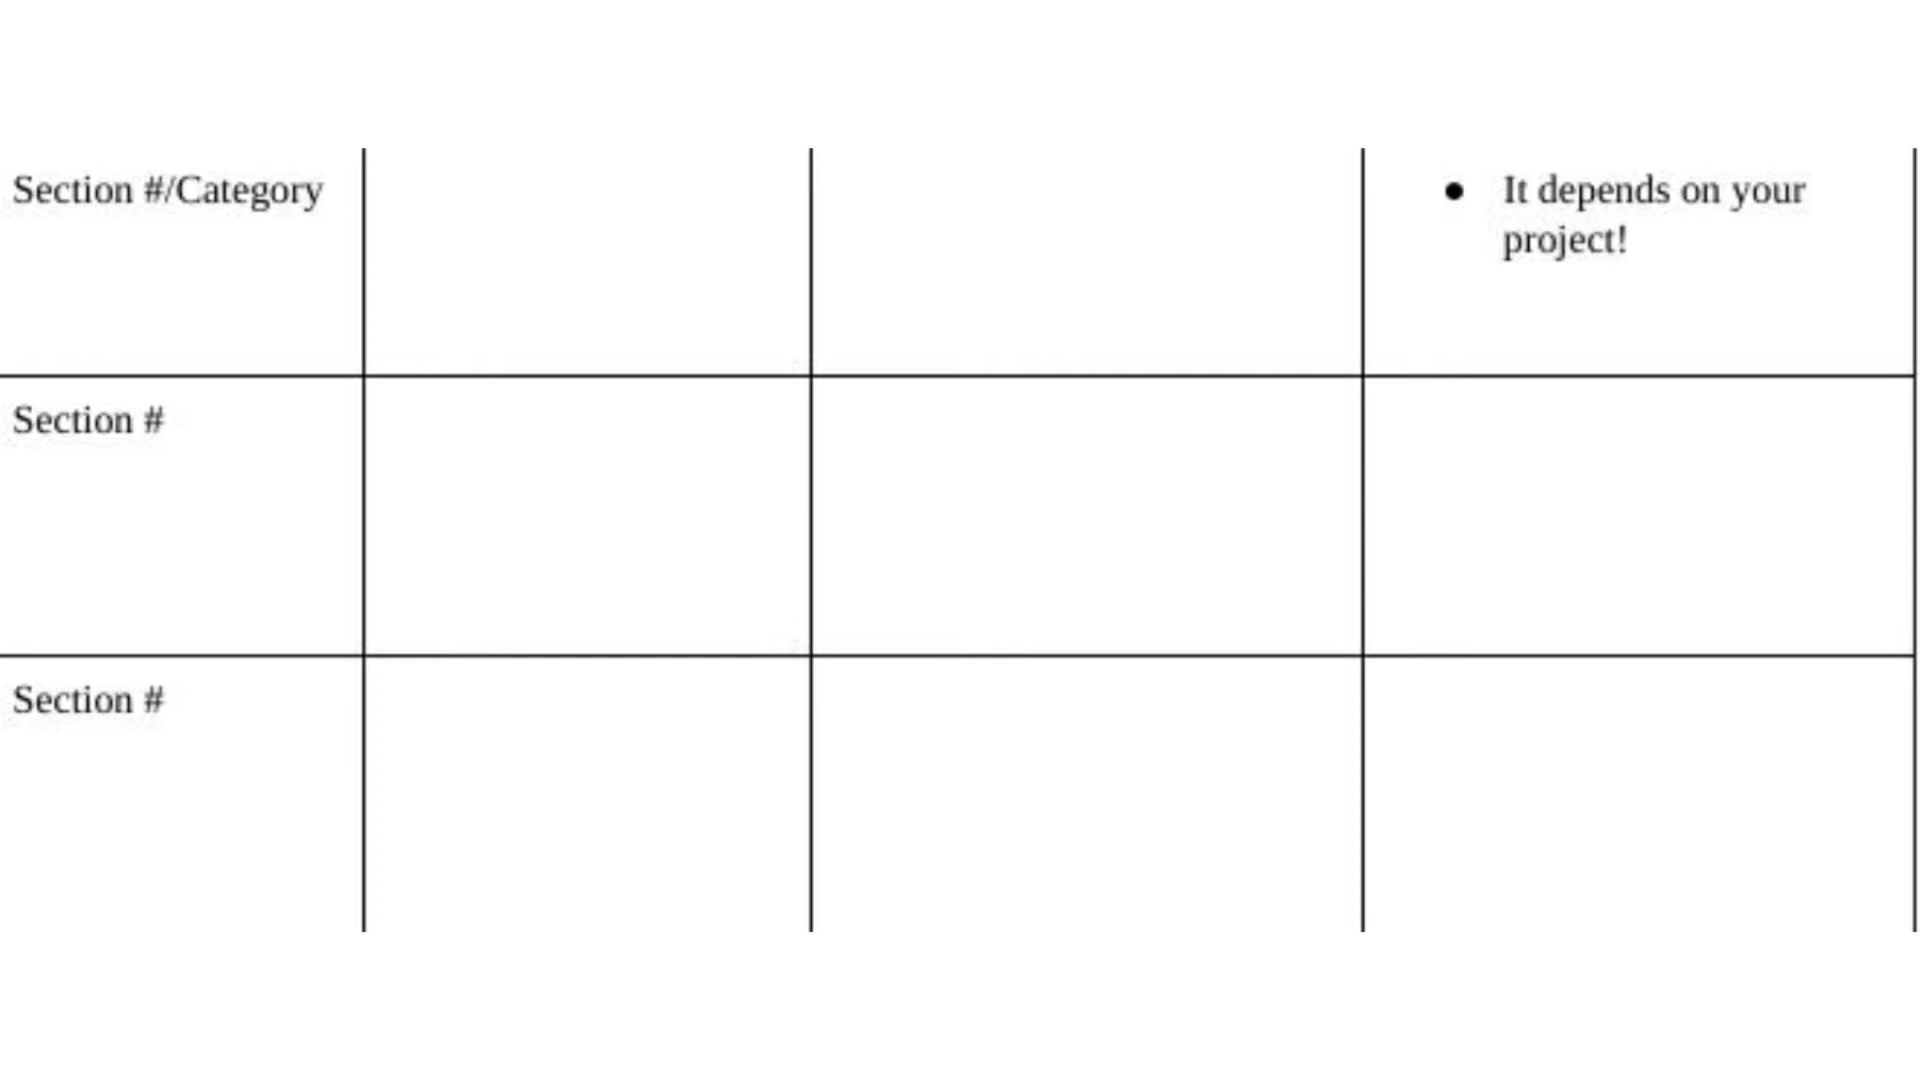 Section #/Category
• It depends on your
project!
Section #
Section #